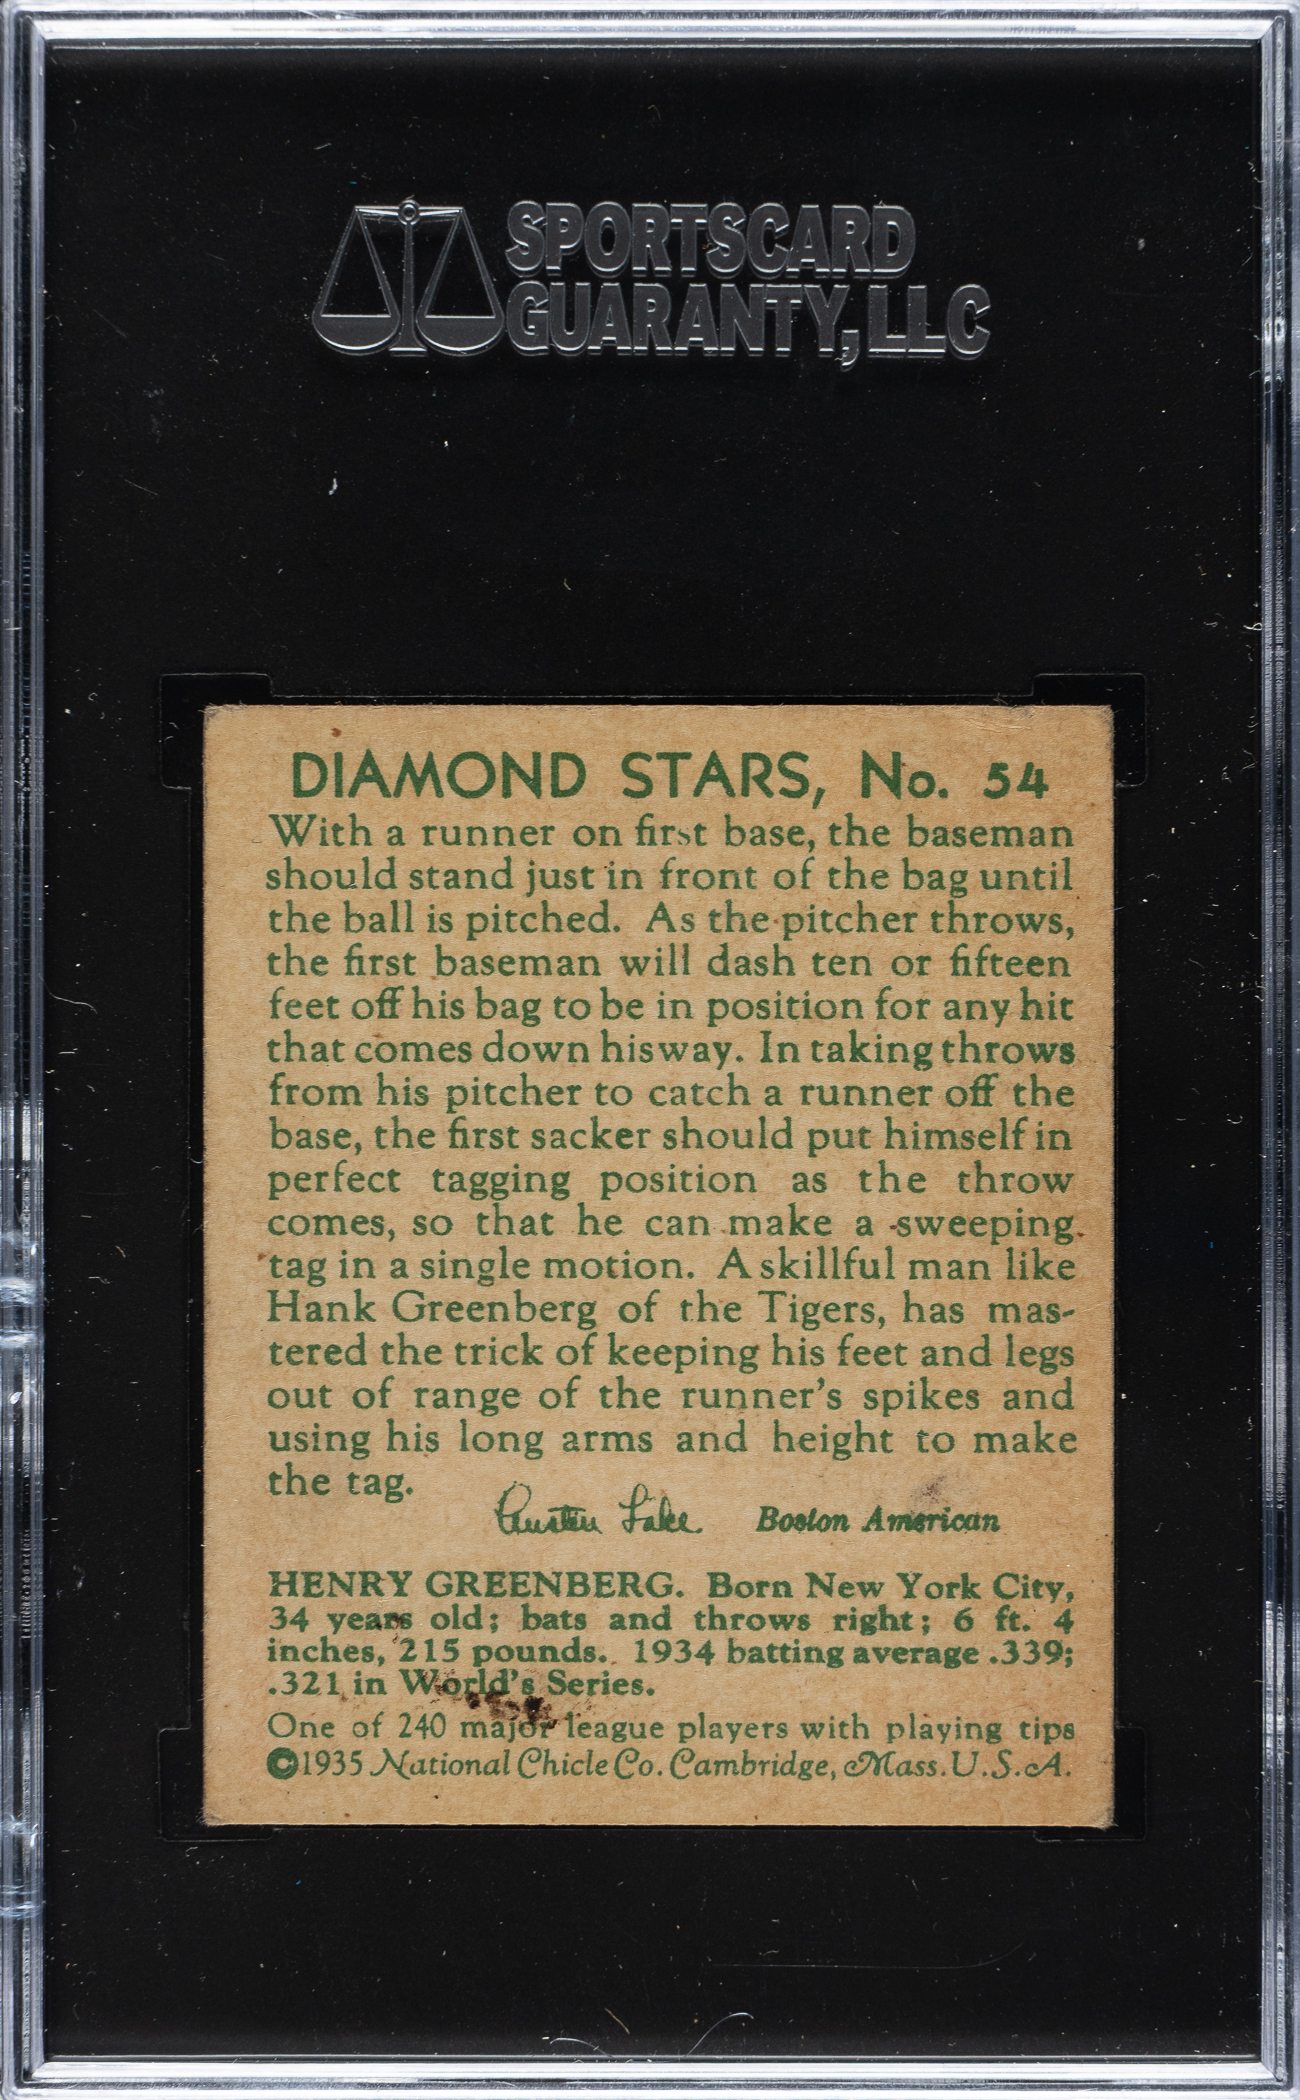 SPORTSCARD
GUARANTY, LLC
DIAMOND STARS, No. 54
With a runner on first base, the baseman
should stand just in front of the bag until
the ball is pitched. As the pitcher throws,
the first baseman will dash ten or fifteen
feet off his bag to be in position for any hit
that comes down his way. In taking throws
from his pitcher to catch a runner off the
base, the first sacker should put himself in
perfect tagging position as the throw
comes, so that he can make a sweeping
tag in a single motion. A skillful man like
Hank Greenberg of the Tigers, has mas-
tered the trick of keeping his feet and legs
out of range of the runner's spikes and
using his long arms and height to make
the tag.
Austen Lake Boston American
HENRY GREENBERG. Born New York City,
34 years old; bats and throws right; 6 ft. 4
inches, 215 pounds. 1934 batting average .339;
.321 in World's Series.
One of 240 major league players with playing tips
©1935 National Chicle Co. Cambridge, Mass. U.S.A.